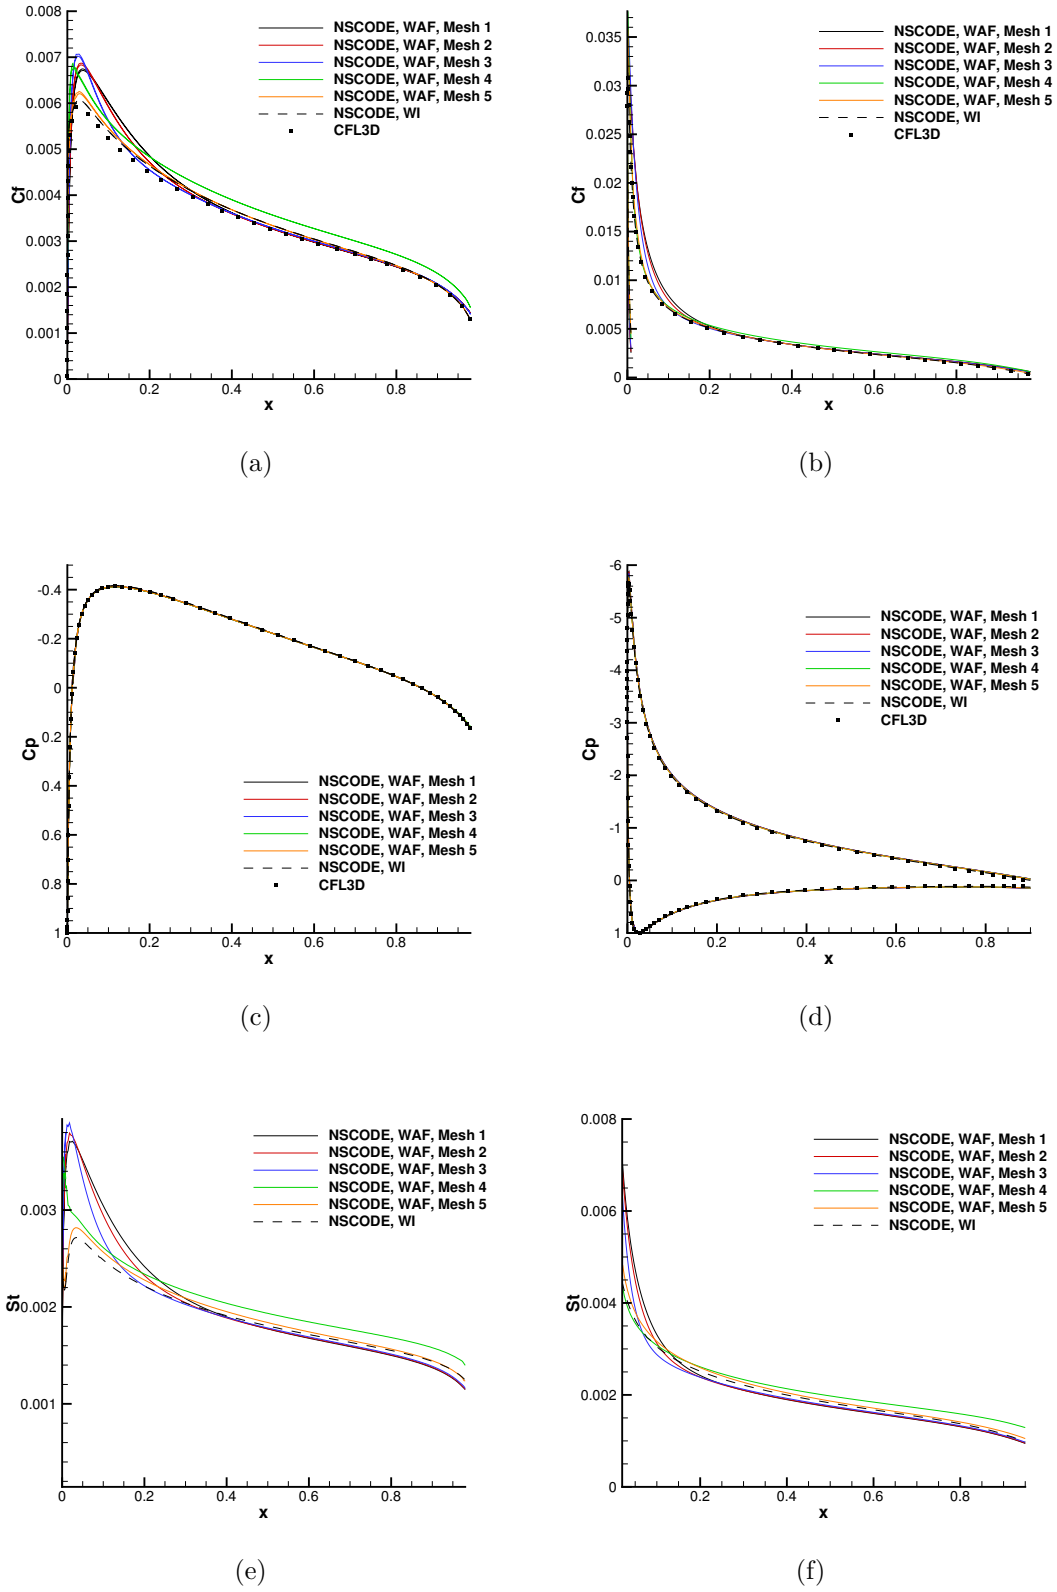 0.008
0.007
0.006
0.005
0.004
0.003
0.002
0.001
0
Cf
0
0.2
0.4
0.6
0.8
x
NSCODE, WAF, Mesh 1
NSCODE, WAF, Mesh 2
NSCODE, WAF, Mesh 3
NSCODE, WAF, Mesh 4
NSCODE, WAF, Mesh 5
NSCODE, WI
CFL3D
(a)
0.035
0.03
0.025
0.02
0.015
0.01
0.005
0
Cf
0
0.2
0.4
0.6
0.8
x
NSCODE, WAF, Mesh 1
NSCODE, WAF, Mesh 2
NSCODE, WAF, Mesh 3
NSCODE, WAF, Mesh 4
NSCODE, WAF, Mesh 5
NSCODE, WI
CFL3D
(b)
-0.4
-0.2
0
0.2
0.4
0.6
0.8
1
Cp
0
0.2
0.4
0.6
0.8
x
NSCODE, WAF, Mesh 1
NSCODE, WAF, Mesh 2
NSCODE, WAF, Mesh 3
NSCODE, WAF, Mesh 4
NSCODE, WAF, Mesh 5
NSCODE, WI
CFL3D
(c)
-6
-5
-4
-3
-2
-1
0
1
Cp
0
0.2
0.4
0.6
0.8
x
NSCODE, WAF, Mesh 1
NSCODE, WAF, Mesh 2
NSCODE, WAF, Mesh 3
NSCODE, WAF, Mesh 4
NSCODE, WAF, Mesh 5
NSCODE, WI
CFL3D
(d)
0.003
0.002
0.001
St
0
0.2
0.4
0.6
0.8
x
NSCODE, WAF, Mesh 1
NSCODE, WAF, Mesh 2
NSCODE, WAF, Mesh 3
NSCODE, WAF, Mesh 4
NSCODE, WAF, Mesh 5
NSCODE, WI
(e)
0.008
0.006
0.004
0.002
0
St
0.2
0.4
0.6
0.8
x
NSCODE, WAF, Mesh 1
NSCODE, WAF, Mesh 2
NSCODE, WAF, Mesh 3
NSCODE, WAF, Mesh 4
NSCODE, WAF, Mesh 5
NSCODE, WI
(f)